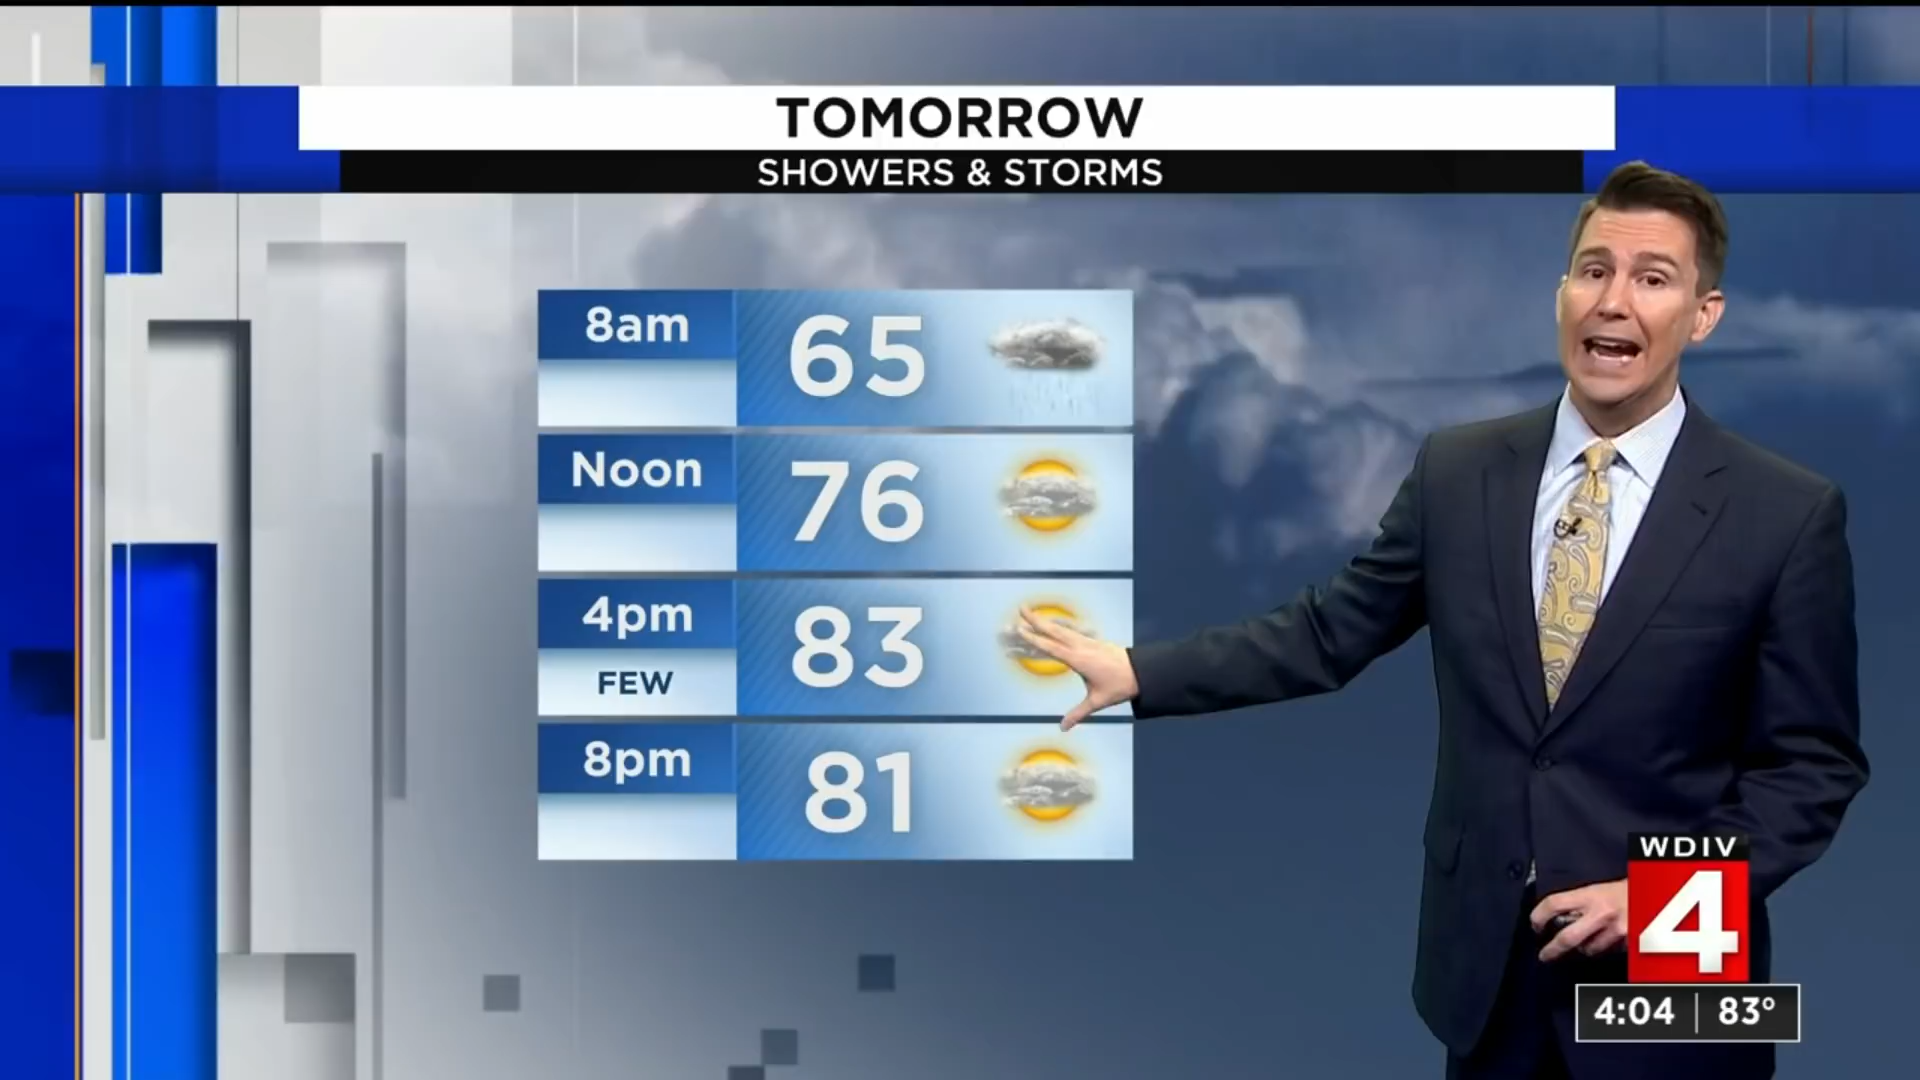 TOMORROW
SHOWERS & STORMS
8am 65
Noon 76
4pm 83
FEW
8pm 81
WDIV
4
4:04 83°